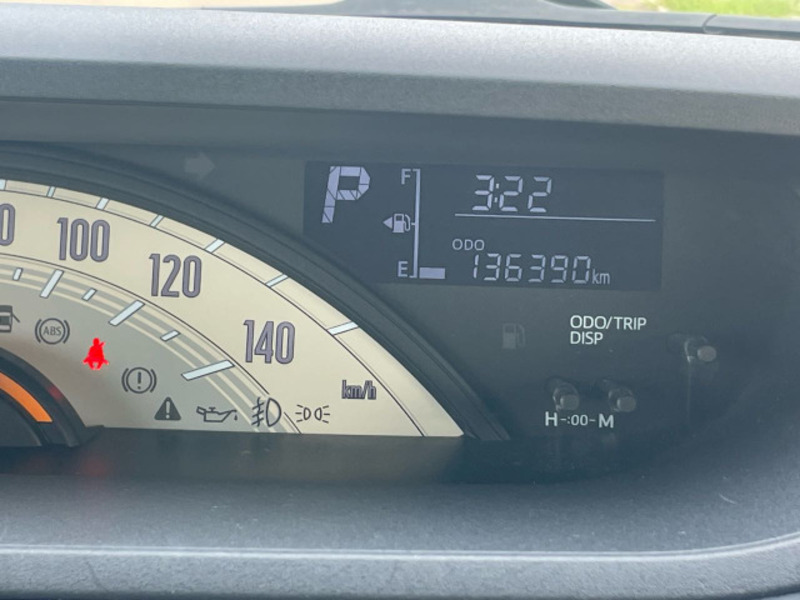 P
F
3:22
ODO
E
136390km
100
120
140
km/h
ABS
ODO/TRIP
DISP
H-:00-M